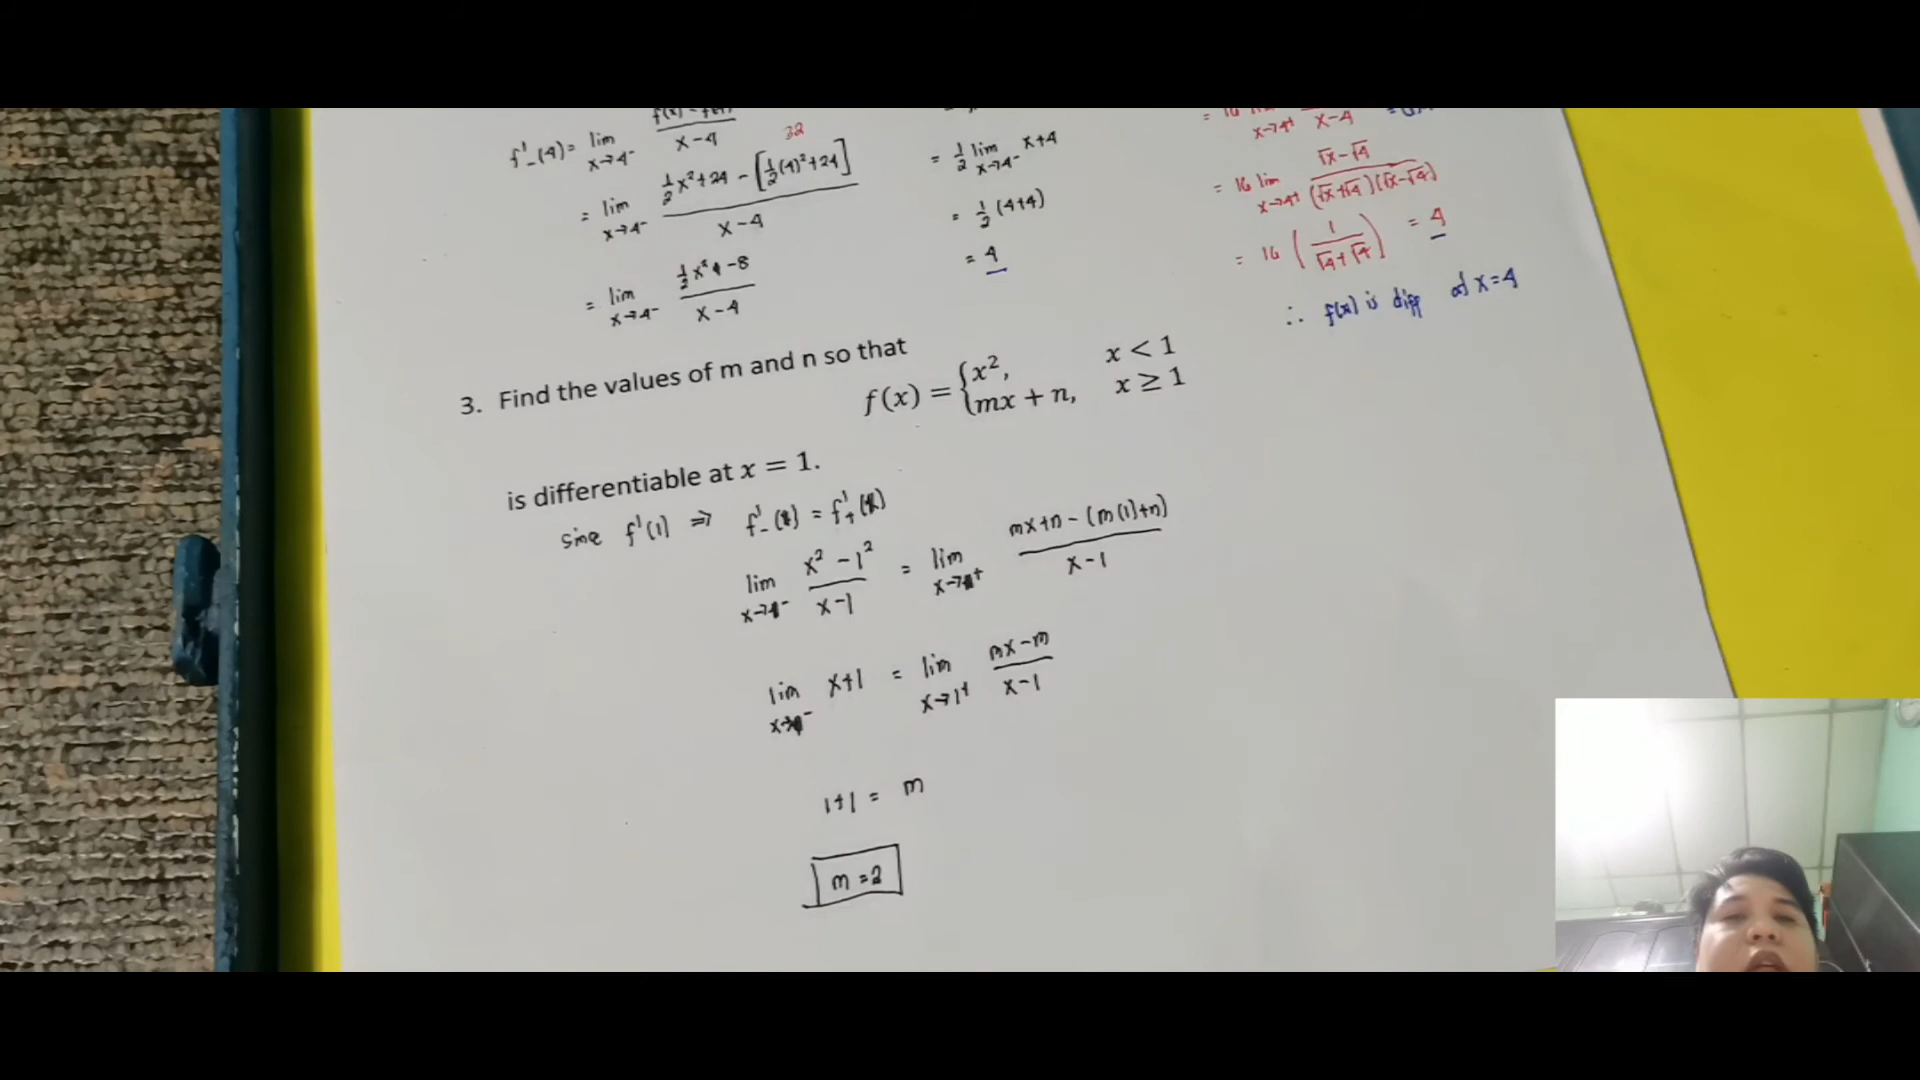 f'₋(4) = lim x→4⁻ f(x) - f(4) / x-4
= lim x→4⁻ ½x²+24 - [½(4)²+24] / x-4
32
= lim x→4⁻ ½x² -8 / x-4
= ½ lim x→4⁻ x+4
= ½ (4+4)
= 4
x→4⁺ x-4
= 16 lim x→4⁺ √x-√4 / (√x+√4)(√x-√4)
= 16 (1 / √4+√4) = 4
∴ f(x) is diff at x=4
3. Find the values of m and n so that
f(x) = { x², x < 1
mx + n, x ≥ 1
is differentiable at x = 1.
Sine f'(1) ⇒ f'₋(1) = f'₊(1)
lim x→1⁻ x² - 1² / x-1 = lim x→1⁺ mx+n - (m(1)+n) / x-1
lim x→1⁻ x+1 = lim x→1⁺ mx-m / x-1
1+1 = m
m = 2